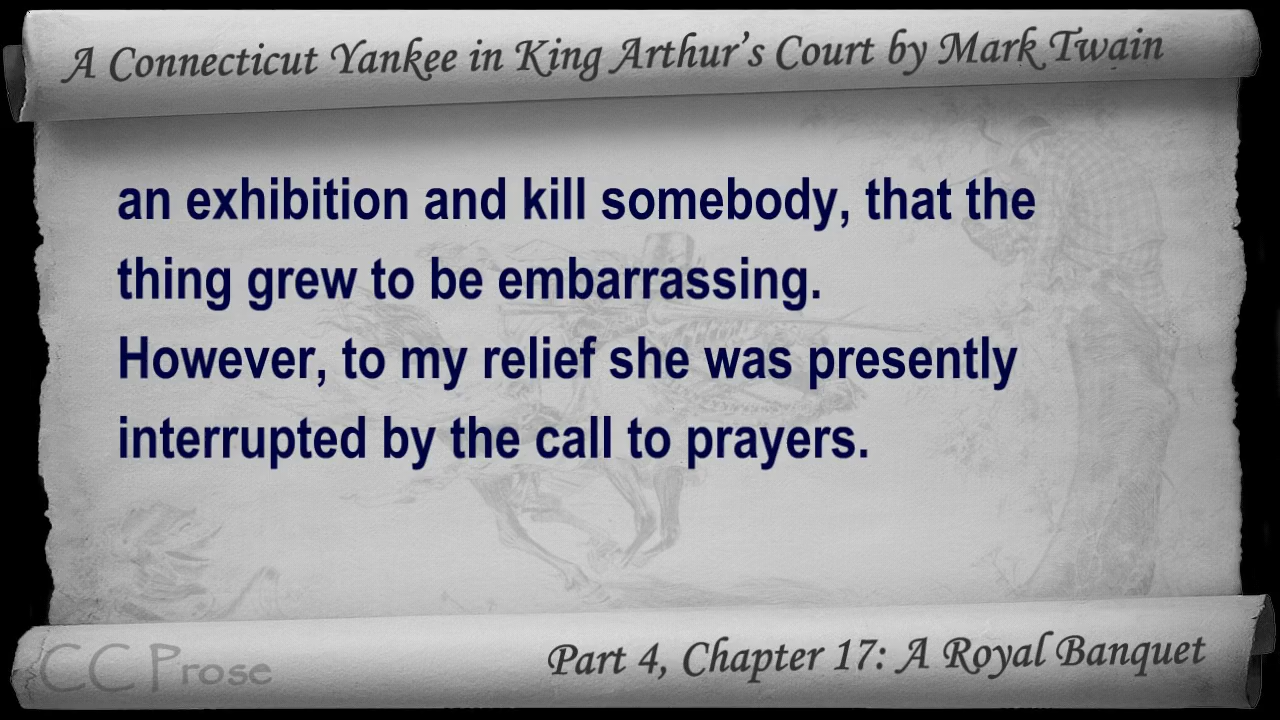 A Connecticut Yankee in King Arthur's Court by Mark Twain
an exhibition and kill somebody, that the
thing grew to be embarrassing.
However, to my relief she was presently
interrupted by the call to prayers.
CC Prose
Part 4, Chapter 17: A Royal Banquet